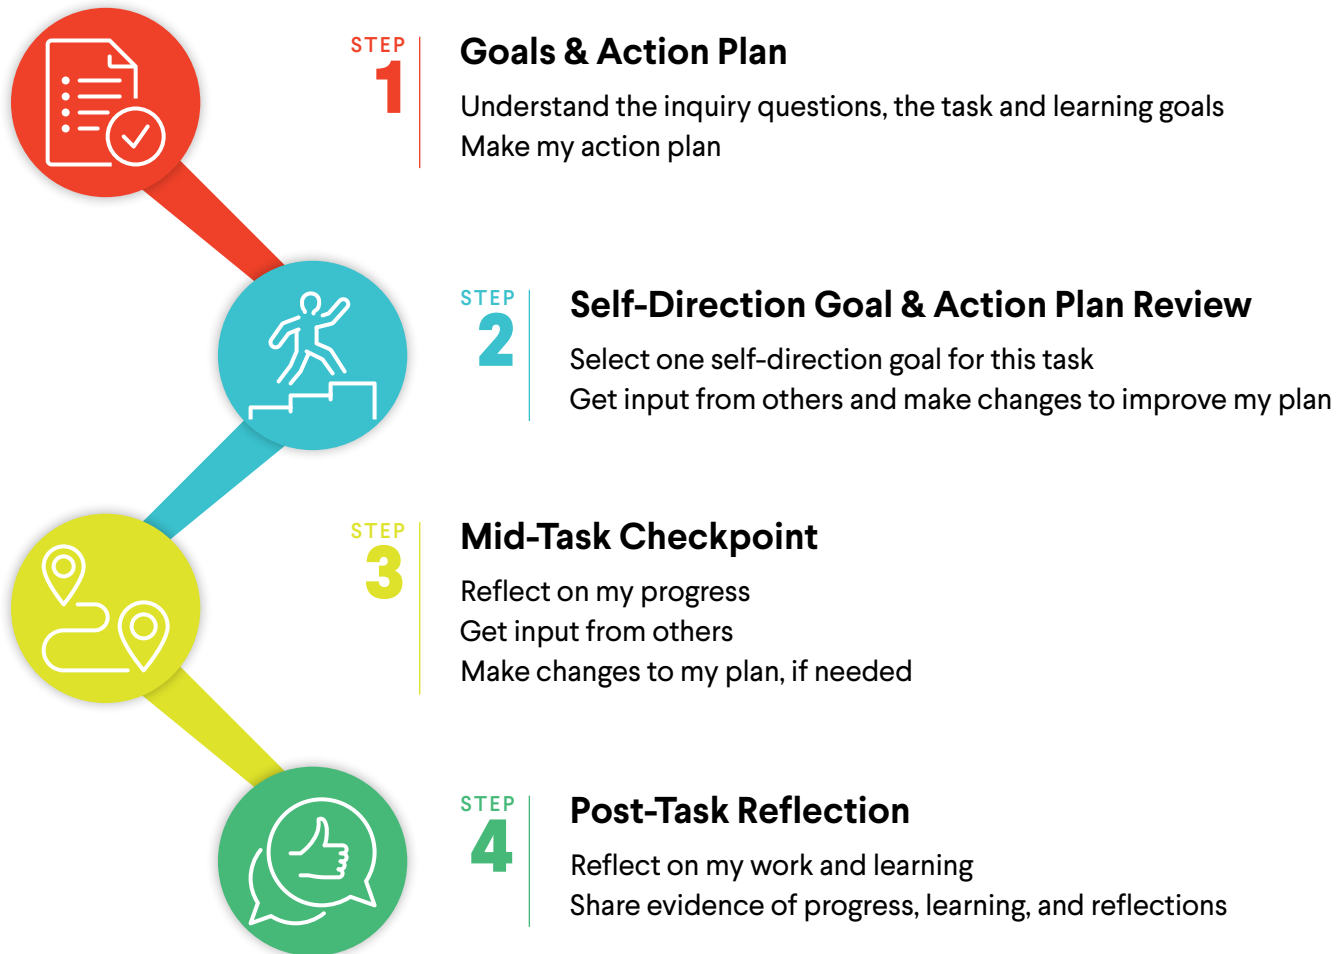 STEP
1
Goals & Action Plan
Understand the inquiry questions, the task and learning goals
Make my action plan
STEP
2
Self-Direction Goal & Action Plan Review
Select one self-direction goal for this task
Get input from others and make changes to improve my plan
STEP
3
Mid-Task Checkpoint
Reflect on my progress
Get input from others
Make changes to my plan, if needed
STEP
4
Post-Task Reflection
Reflect on my work and learning
Share evidence of progress, learning, and reflections